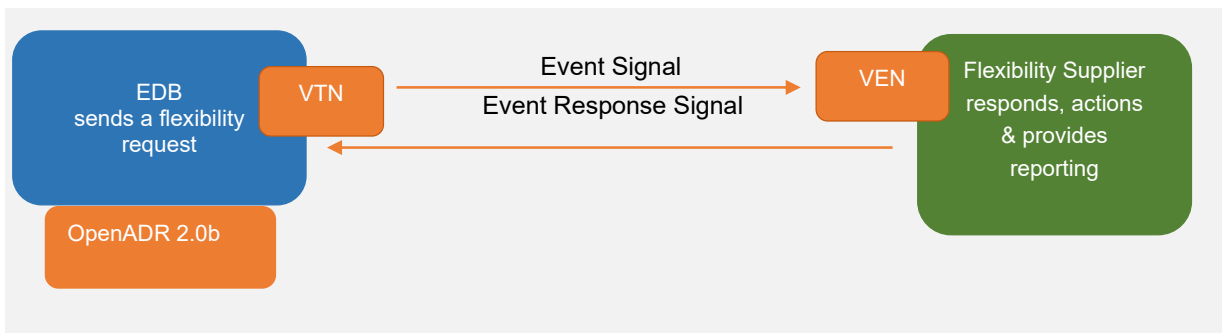 EDB
sends a flexibility
request
VTN
Event Signal
Event Response Signal
VEN
Flexibility Supplier
responds, actions
& provides
reporting
OpenADR 2.0b